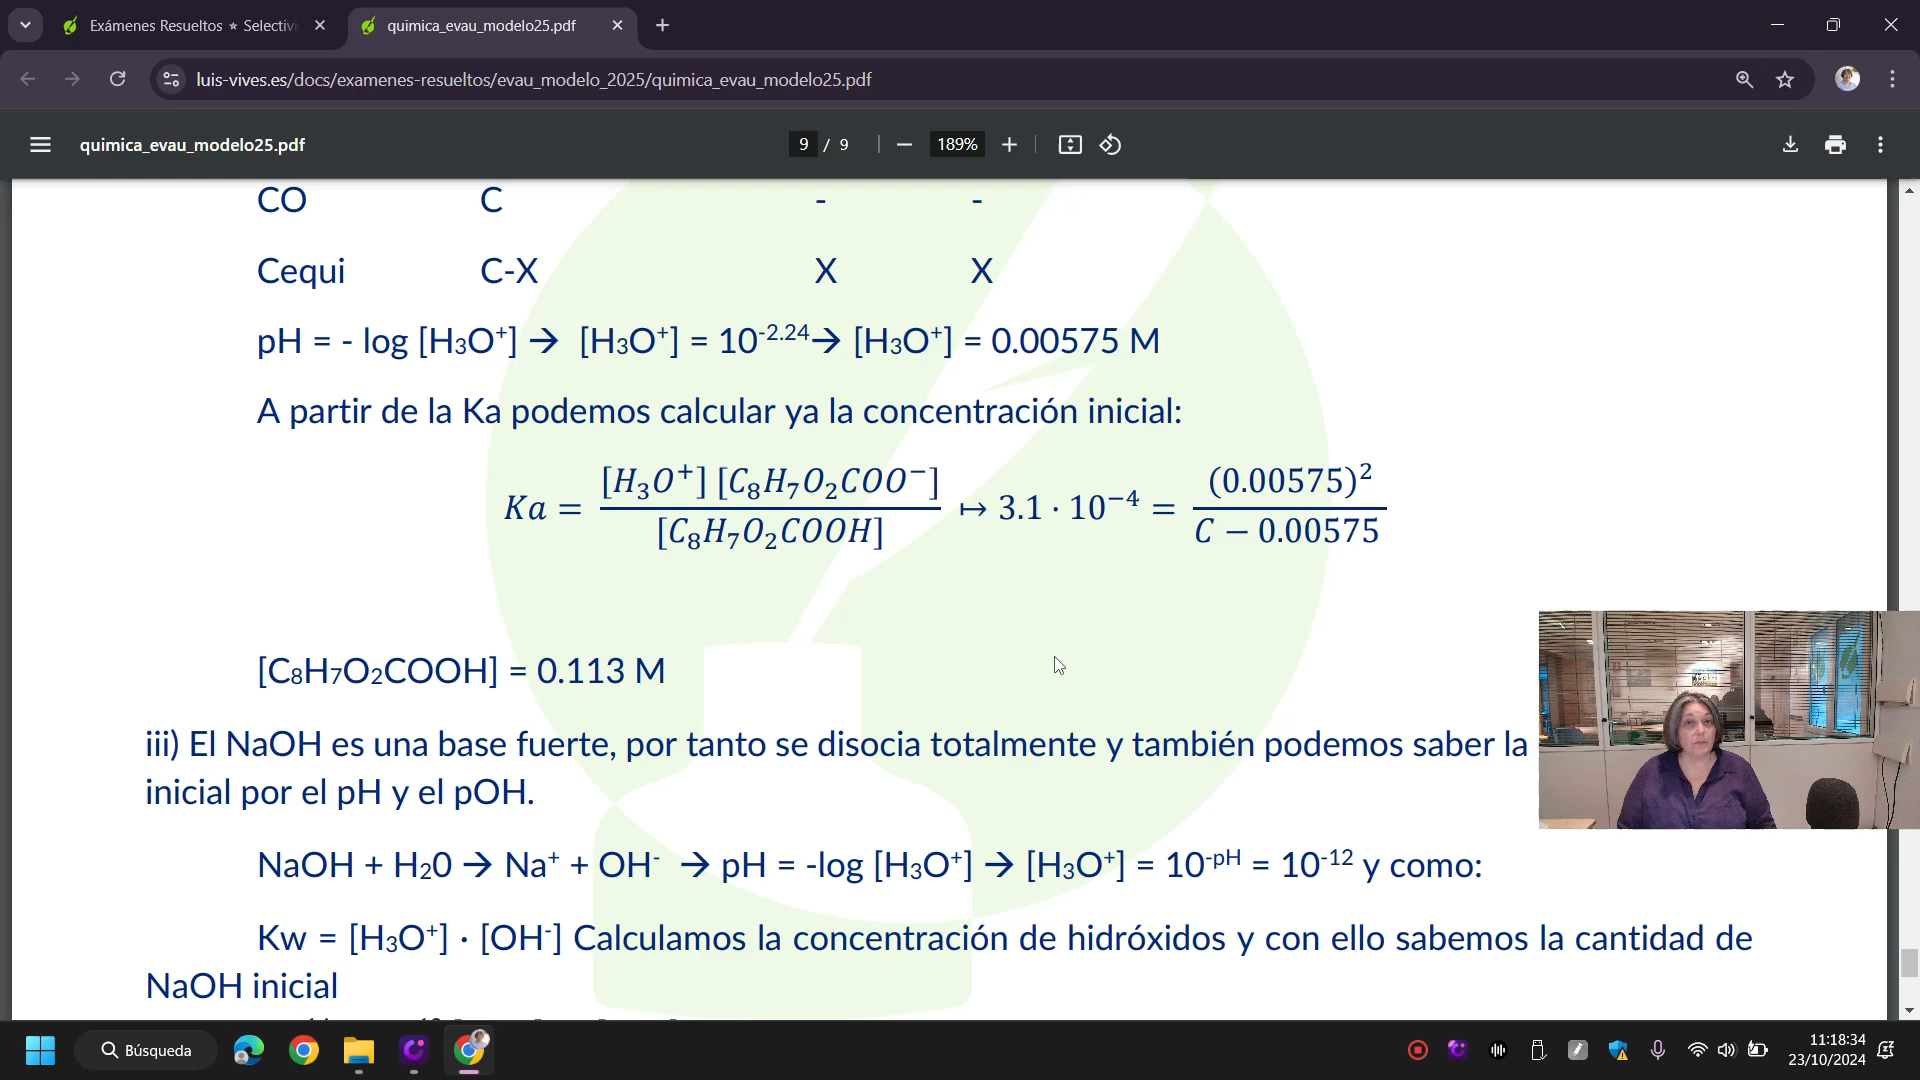 Exámenes Resueltos ⭑ Selectivi
quimica_evau_modelo25.pdf
luis-vives.es/docs/examenes-resueltos/evau_modelo_2025/quimica_evau_modelo25.pdf
quimica_evau_modelo25.pdf
9 / 9
189%
CO C - -
Cequi C-X X X
pH = - log [H₃O⁺] → [H₃O⁺] = 10⁻²·²⁴→ [H₃O⁺] = 0.00575 M
A partir de la Ka podemos calcular ya la concentración inicial:
Ka = [H₃O⁺] [C₈H₇O₂COO⁻] / [C₈H₇O₂COOH] ↦ 3.1 · 10⁻⁴ = (0.00575)² / C − 0.00575
[C₈H₇O₂COOH] = 0.113 M
iii) El NaOH es una base fuerte, por tanto se disocia totalmente y también podemos saber la
inicial por el pH y el pOH.
NaOH + H₂0 → Na⁺ + OH⁻ → pH = -log [H₃O⁺] → [H₃O⁺] = 10^-pH = 10⁻¹² y como:
Kw = [H₃O⁺] · [OH⁻] Calculamos la concentración de hidróxidos y con ello sabemos la cantidad de
NaOH inicial
Búsqueda
11:18:34
23/10/2024